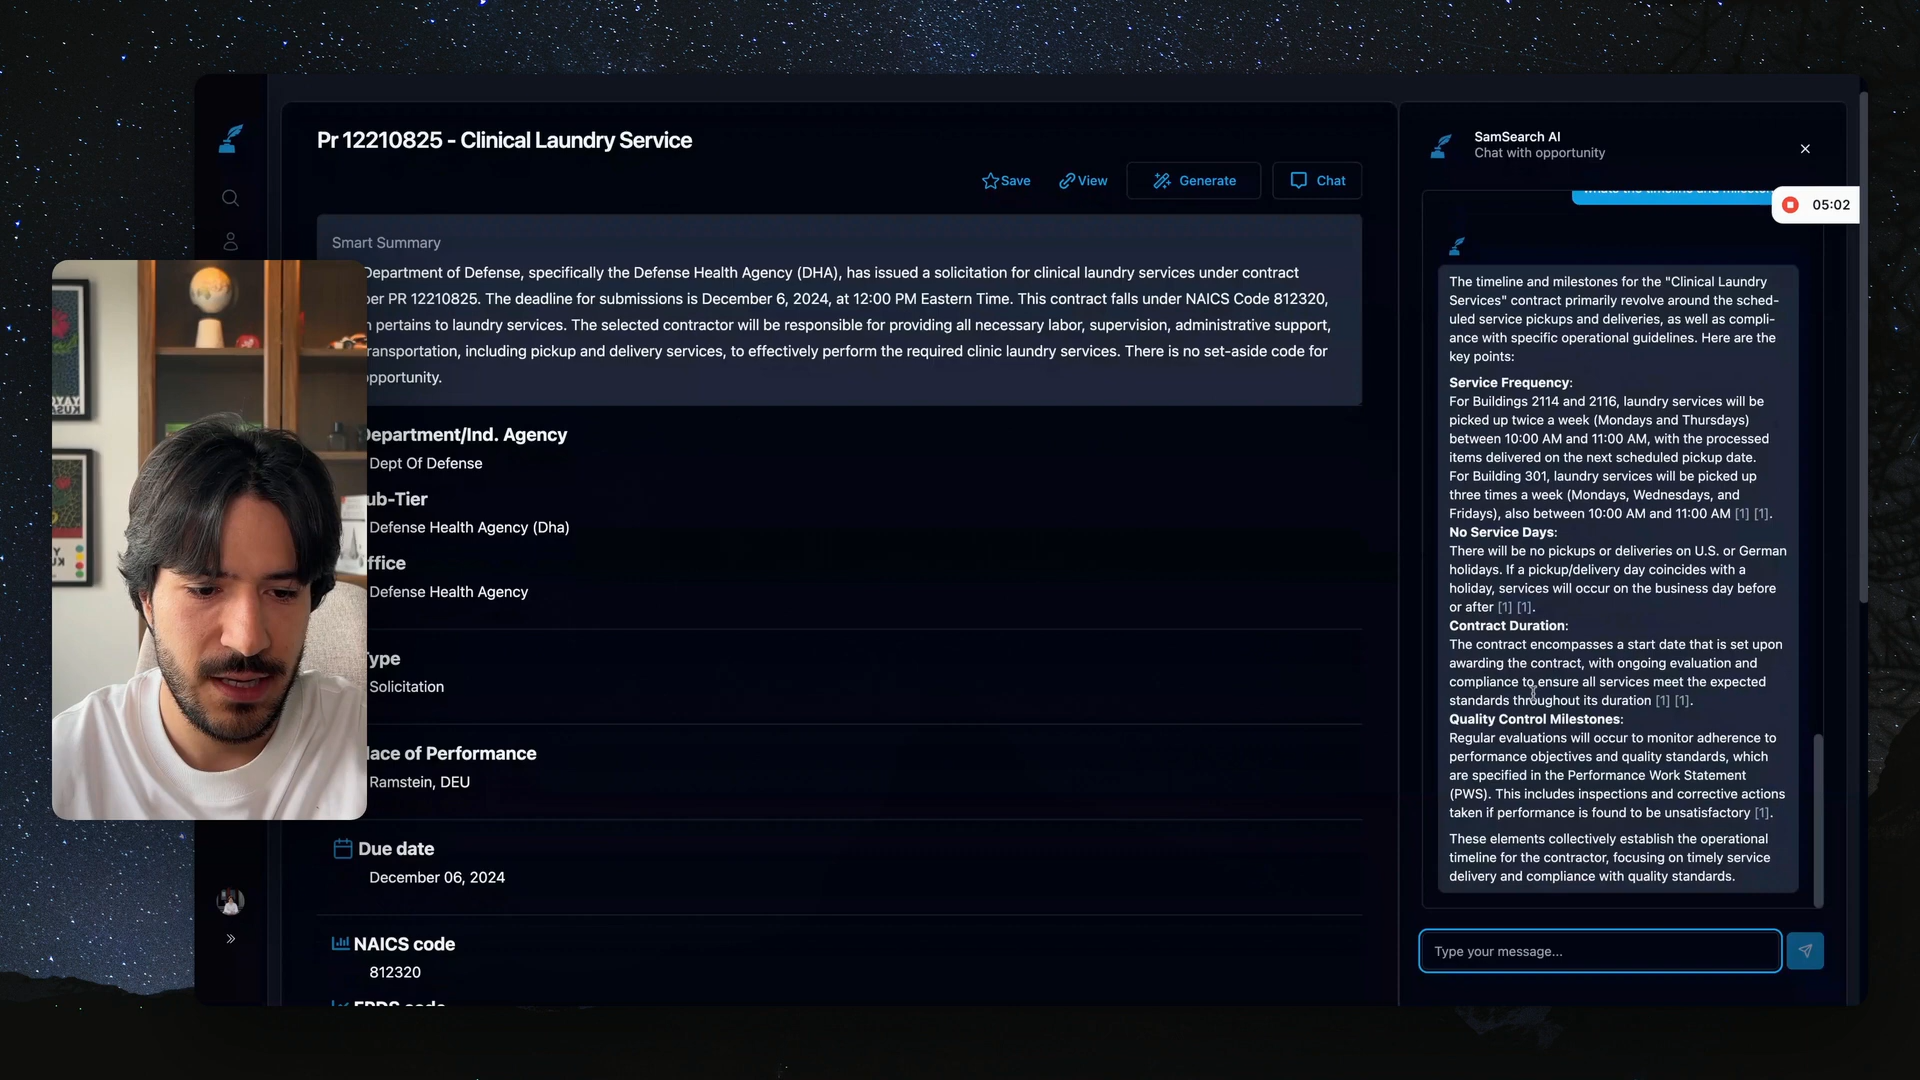 Pr 12210825 - Clinical Laundry Service
Save
View
Generate
Chat
Smart Summary
Department of Defense, specifically the Defense Health Agency (DHA), has issued a solicitation for clinical laundry services under contract
PR 12210825. The deadline for submissions is December 6, 2024, at 12:00 PM Eastern Time. This contract falls under NAICS Code 812320,
pertains to laundry services. The selected contractor will be responsible for providing all necessary labor, supervision, administrative support,
transportation, including pickup and delivery services, to effectively perform the required clinic laundry services. There is no set-aside code for
opportunity.
Department/Ind. Agency
Dept Of Defense
Sub-Tier
Defense Health Agency (Dha)
Office
Defense Health Agency
Type
Solicitation
Place of Performance
Ramstein, DEU
Due date
December 06, 2024
NAICS code
812320
SamSearch AI
Chat with opportunity
05:02
The timeline and milestones for the "Clinical Laundry
Services" contract primarily revolve around the sched-
uled service pickups and deliveries, as well as compli-
ance with specific operational guidelines. Here are the
key points:
Service Frequency:
For Buildings 2114 and 2116, laundry services will be
picked up twice a week (Mondays and Thursdays)
between 10:00 AM and 11:00 AM, with the processed
items delivered on the next scheduled pickup date.
For Building 301, laundry services will be picked up
three times a week (Mondays, Wednesdays, and
Fridays), also between 10:00 AM and 11:00 AM [1] [1].
No Service Days:
There will be no pickups or deliveries on U.S. or German
holidays. If a pickup/delivery day coincides with a
holiday, services will occur on the business day before
or after [1] [1].
Contract Duration:
The contract encompasses a start date that is set upon
awarding the contract, with ongoing evaluation and
compliance to ensure all services meet the expected
standards throughout its duration [1] [1].
Quality Control Milestones:
Regular evaluations will occur to monitor adherence to
performance objectives and quality standards, which
are specified in the Performance Work Statement
(PWS). This includes inspections and corrective actions
taken if performance is found to be unsatisfactory [1].
These elements collectively establish the operational
timeline for the contractor, focusing on timely service
delivery and compliance with quality standards.
Type your message...